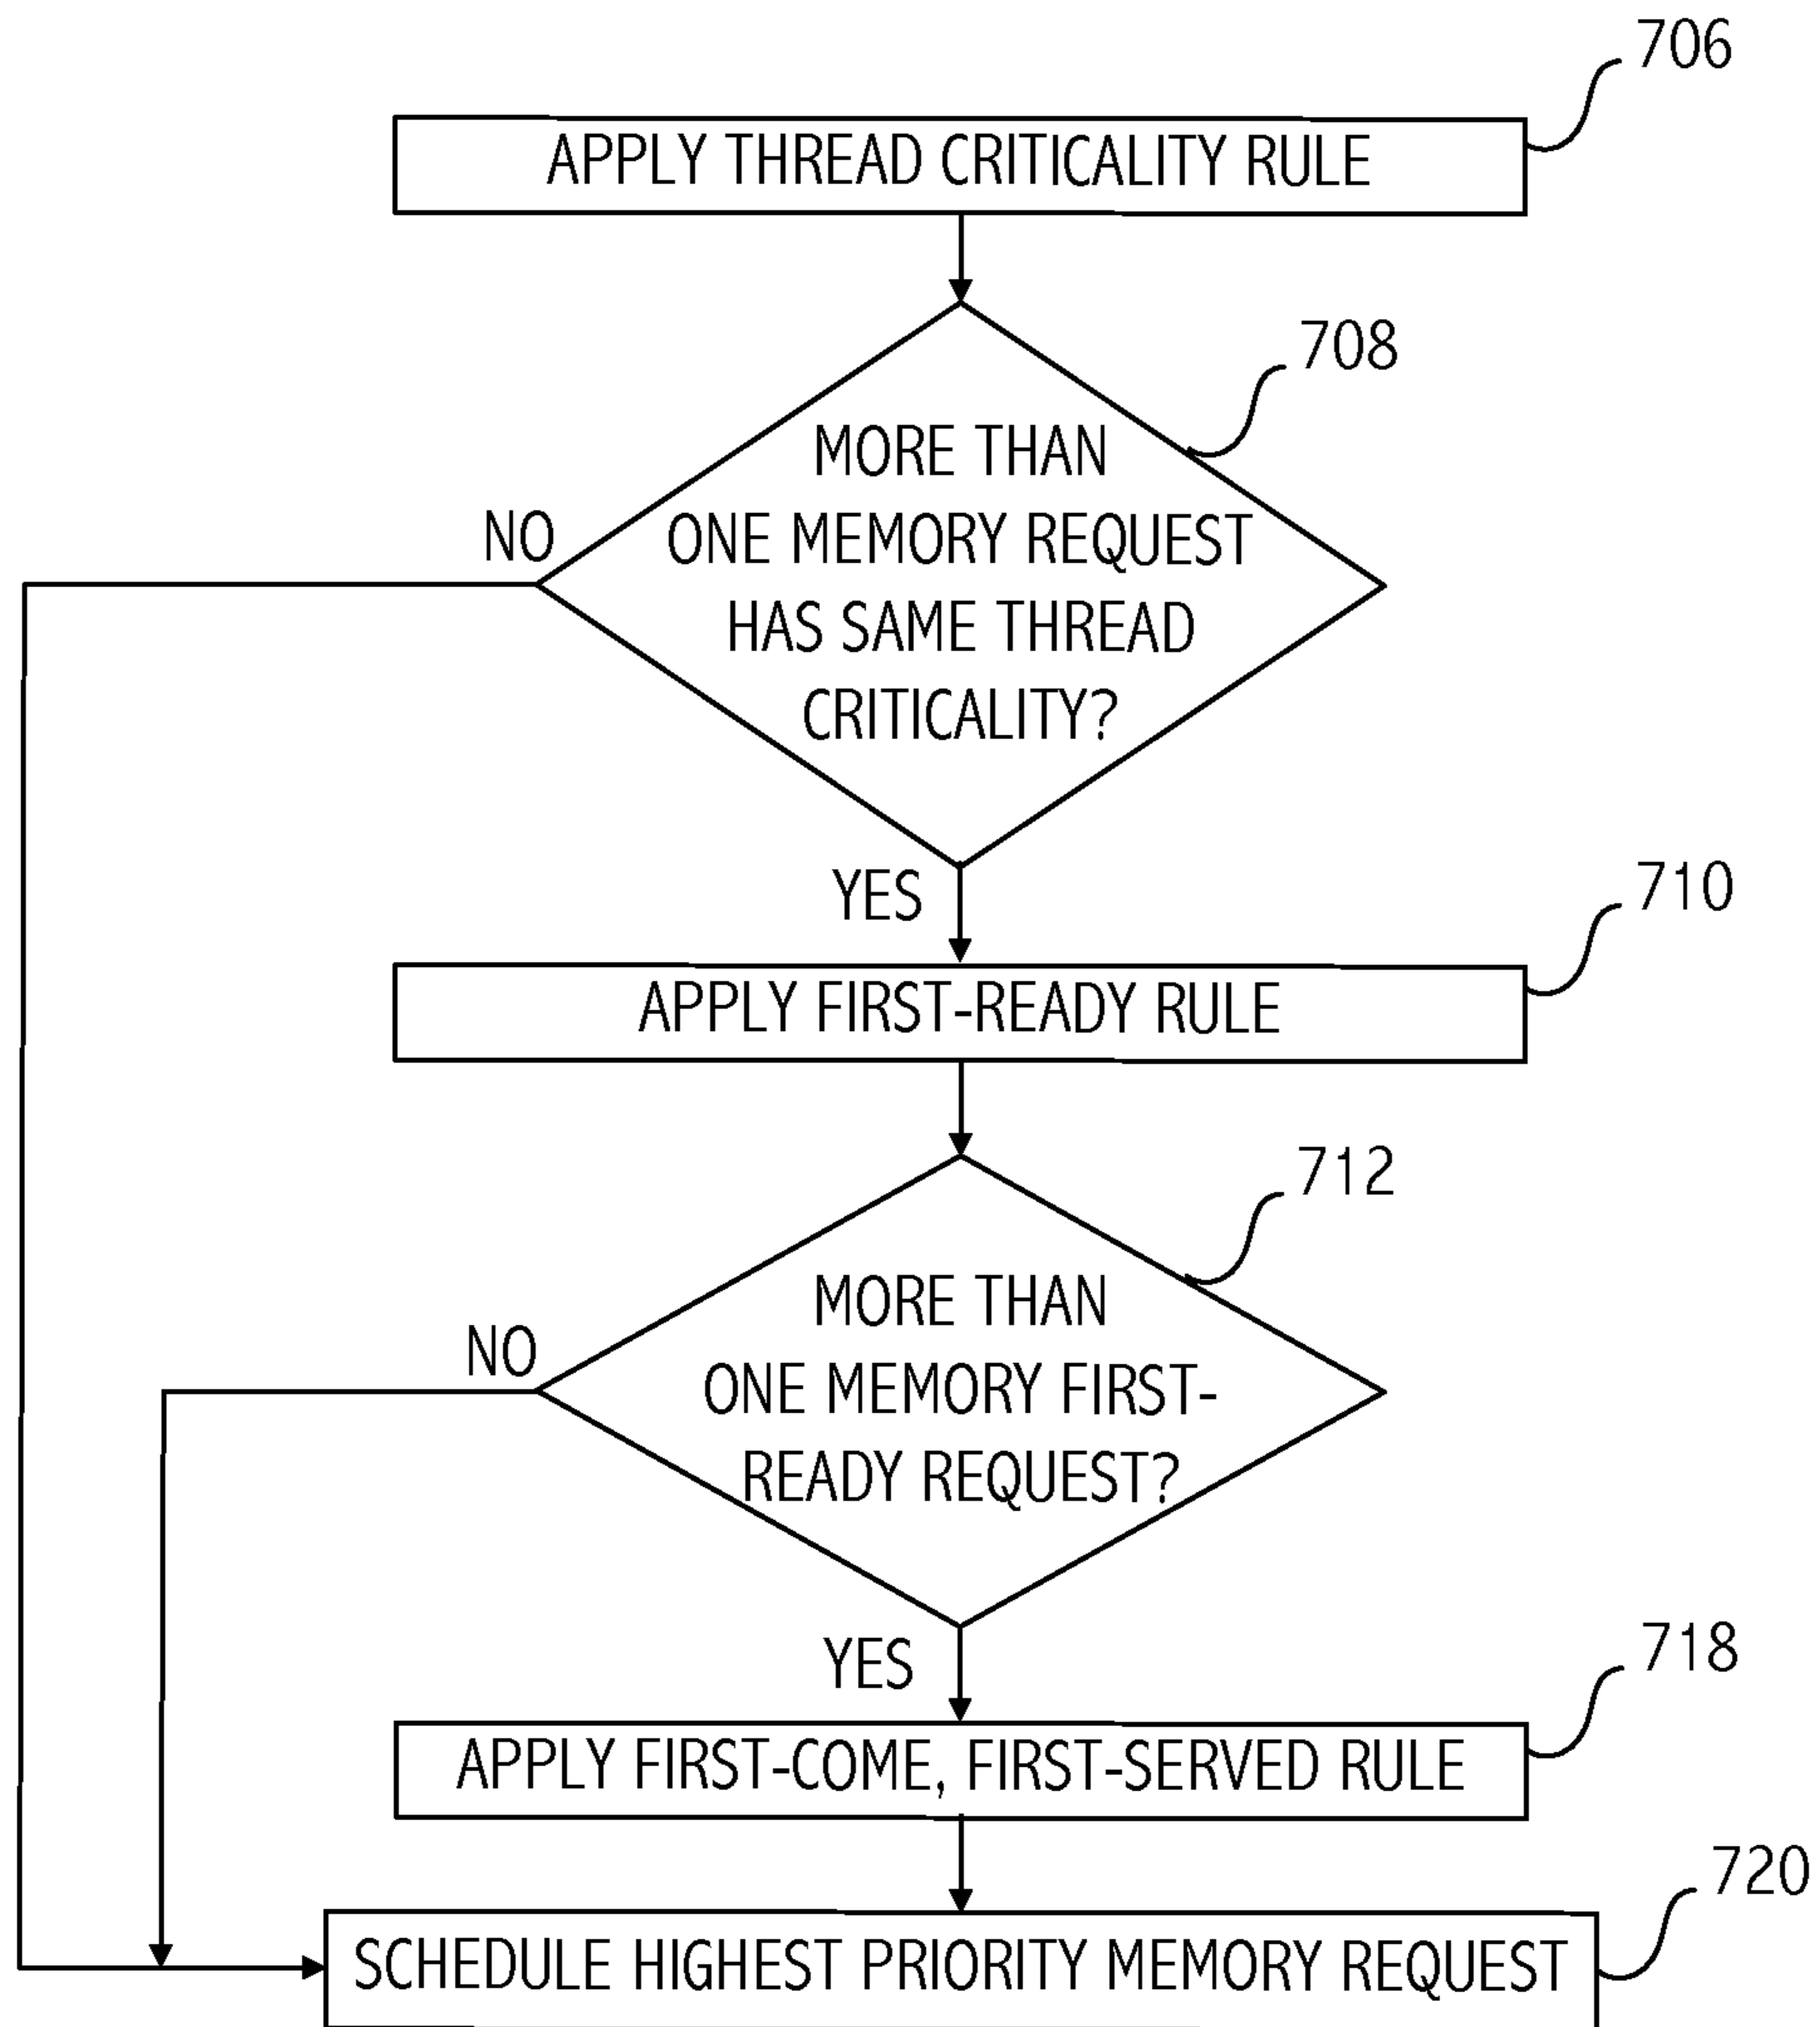 706
APPLY THREAD CRITICALITY RULE
708
MORE THAN
NO
ONE MEMORY REQUEST
HAS SAME THREAD
CRITICALITY?
YES
710
APPLY FIRST-READY RULE
712
MORE THAN
NO
ONE MEMORY FIRST-
READY REQUEST?
YES
718
APPLY FIRST-COME, FIRST-SERVED RULE
720
SCHEDULE HIGHEST PRIORITY MEMORY REQUEST